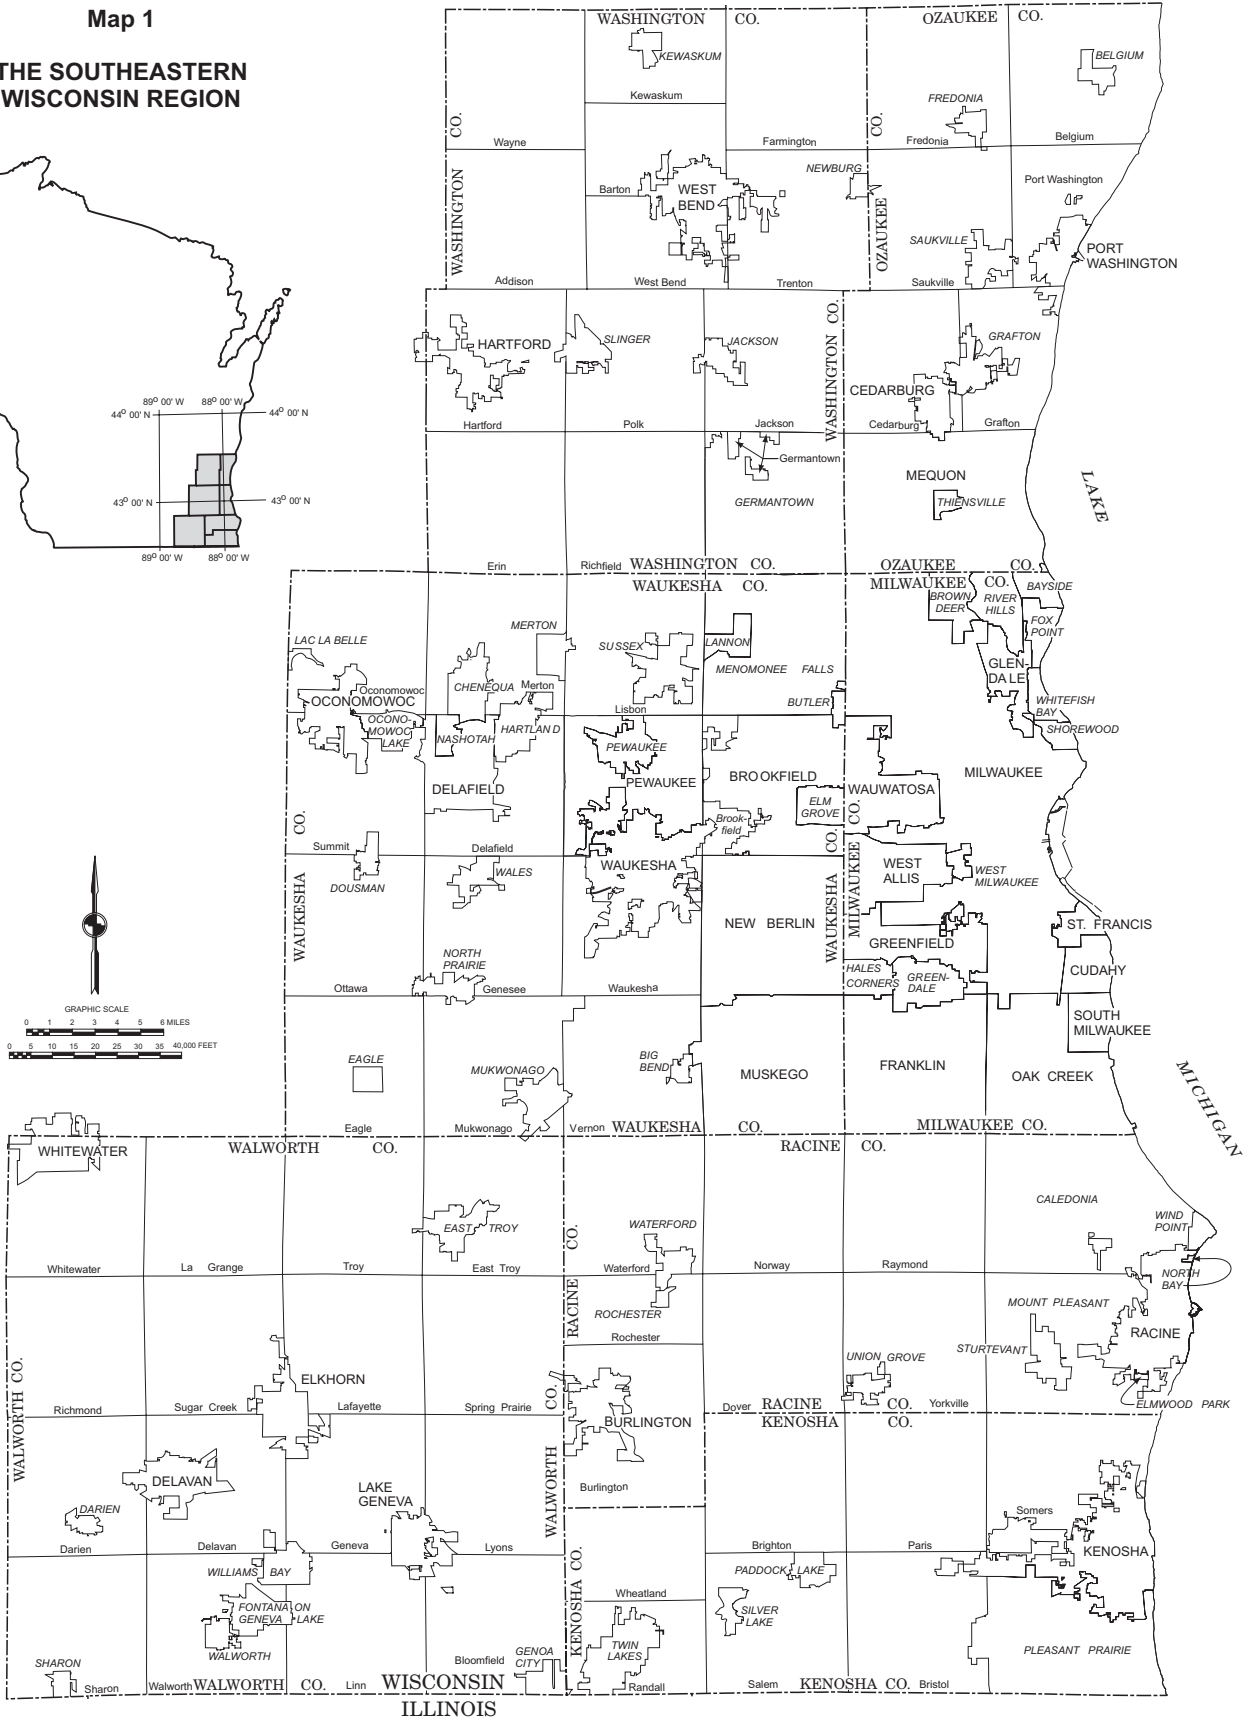 Map 1
THE SOUTHEASTERN
WISCONSIN REGION
WASHINGTON CO.
OZAUKEE CO.
KEWASKUM
BELGIUM
Kewaskum
FREDONIA
WASHINGTON CO.
OZAUKEE CO.
Wayne
Farmington
Fredonia
Belgium
NEWBURG
Port Washington
Barton
WEST
BEND
SAUKVILLE
PORT
WASHINGTON
Addison
West Bend
Trenton
Saukville
HARTFORD
SLINGER
JACKSON
WASHINGTON CO.
GRAFTON
CEDARBURG
Hartford
Polk
Jackson
Cedarburg
Grafton
Germantown
GERMANTOWN
MEQUON
THIENSVILLE
LAKE
89° 00' W
88° 00' W
44° 00' N
44° 00' N
43° 00' N
43° 00' N
89° 00' W
88° 00' W
Erin
Richfield
WASHINGTON CO.
OZAUKEE CO.
WAUKESHA CO.
MILWAUKEE CO.
BROWN
DEER
RIVER
HILLS
BAYSIDE
FOX
POINT
LAC LA BELLE
MERTON
SUSSEX
LANNON
MENOMONEE FALLS
GLEN-
DALE
CHENEQUA
Merton
Oconomowoc
OCONOMOWOC
OCONO-
MOWOC
LAKE
NASHOTAH
HARTLAND
Lisbon
BUTLER
WHITEFISH
BAY
SHOREWOOD
PEWAUKEE
PEWAUKEE
BROOKFIELD
WAUWATOSA
MILWAUKEE
DELAFIELD
ELM
GROVE
Brook-
field
WAUKESHA CO.
Summit
Delafield
DOUSMAN
WALES
WAUKESHA
WAUKESHA CO.
MILWAUKEE CO.
WEST
ALLIS
WEST
MILWAUKEE
NEW BERLIN
GREENFIELD
ST. FRANCIS
NORTH
PRAIRIE
HALES
CORNERS
GREEN-
DALE
CUDAHY
Ottawa
Genesee
Waukesha
GRAPHIC SCALE
0 1 2 3 4 5 6 MILES
0 5 10 15 20 25 30 35 40,000 FEET
SOUTH
MILWAUKEE
EAGLE
MUKWONAGO
BIG
BEND
MUSKEGO
FRANKLIN
OAK CREEK
MICHIGAN
Eagle
Mukwonago
Vernon
WAUKESHA CO.
MILWAUKEE CO.
WHITEWATER
WALWORTH CO.
RACINE CO.
CALEDONIA
EAST TROY
WATERFORD
WIND
POINT
Whitewater
La Grange
Troy
East Troy
RACINE CO.
Waterford
Norway
Raymond
NORTH
BAY
ROCHESTER
MOUNT PLEASANT
Rochester
RACINE
STURTEVANT
UNION GROVE
WALWORTH CO.
ELKHORN
Richmond
Sugar Creek
Lafayette
Spring Prairie
BURLINGTON
Dover
RACINE CO.
Yorkville
ELMWOOD PARK
KENOSHA CO.
DELAVAN
WALWORTH CO.
Burlington
DARIEN
LAKE
GENEVA
Somers
Darien
Delavan
Geneva
Lyons
Brighton
Paris
KENOSHA
WILLIAMS BAY
KENOSHA CO.
PADDOCK LAKE
Wheatland
FONTANA ON
GENEVA LAKE
SILVER
LAKE
TWIN
LAKES
WALWORTH
PLEASANT PRAIRIE
SHARON
GENOA
CITY
Bloomfield
Sharon
Walworth
WALWORTH CO.
Linn
WISCONSIN
Randall
Salem
KENOSHA CO.
Bristol
ILLINOIS